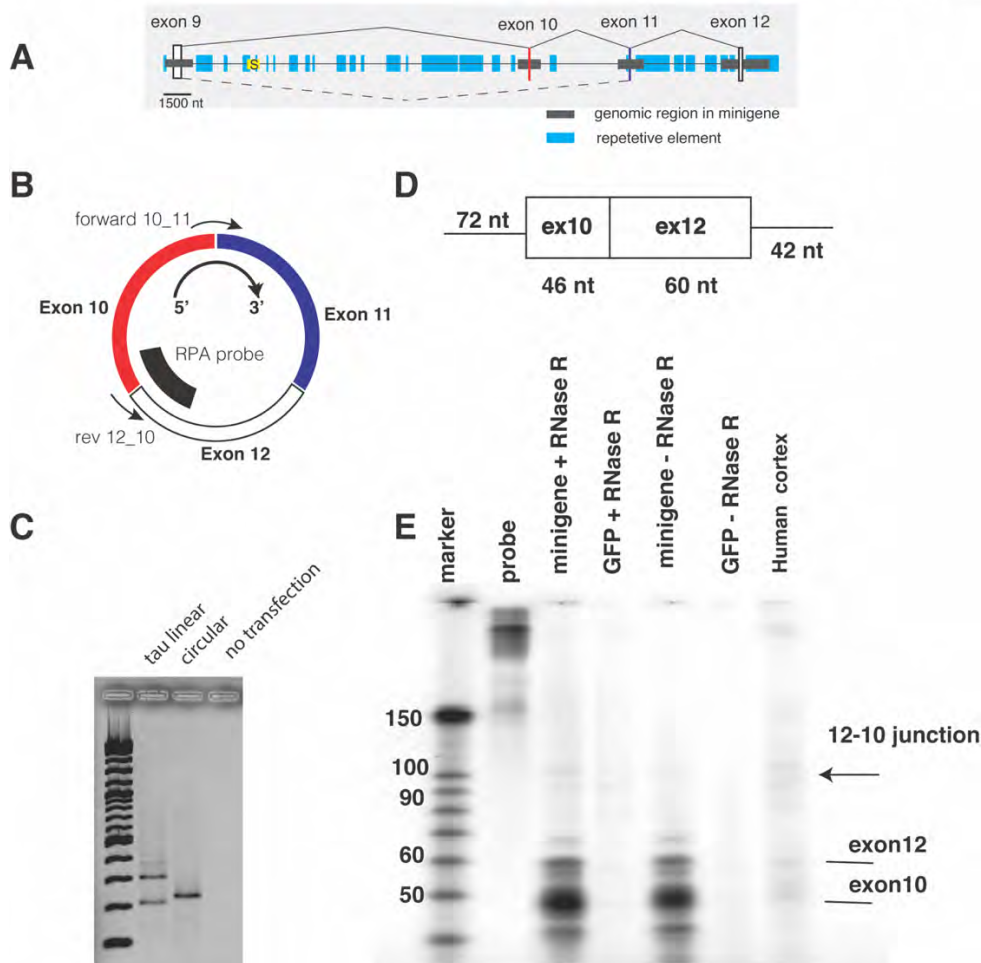 exon 9
exon 10
exon 11
exon 12
A
S
1500 nt
genomic region in minigene
repetetive element
B
forward 10_11
Exon 10
5’
3’
Exon 11
RPA probe
rev 12_10
Exon 12
D
72 nt
ex10
ex12
42 nt
46 nt
60 nt
C
tau linear
circular
no transfection
E
marker
probe
minigene + RNase R
GFP + RNase R
minigene - RNase R
GFP - RNase R
Human cortex
150
100
90
60
50
12-10 junction
exon12
exon10